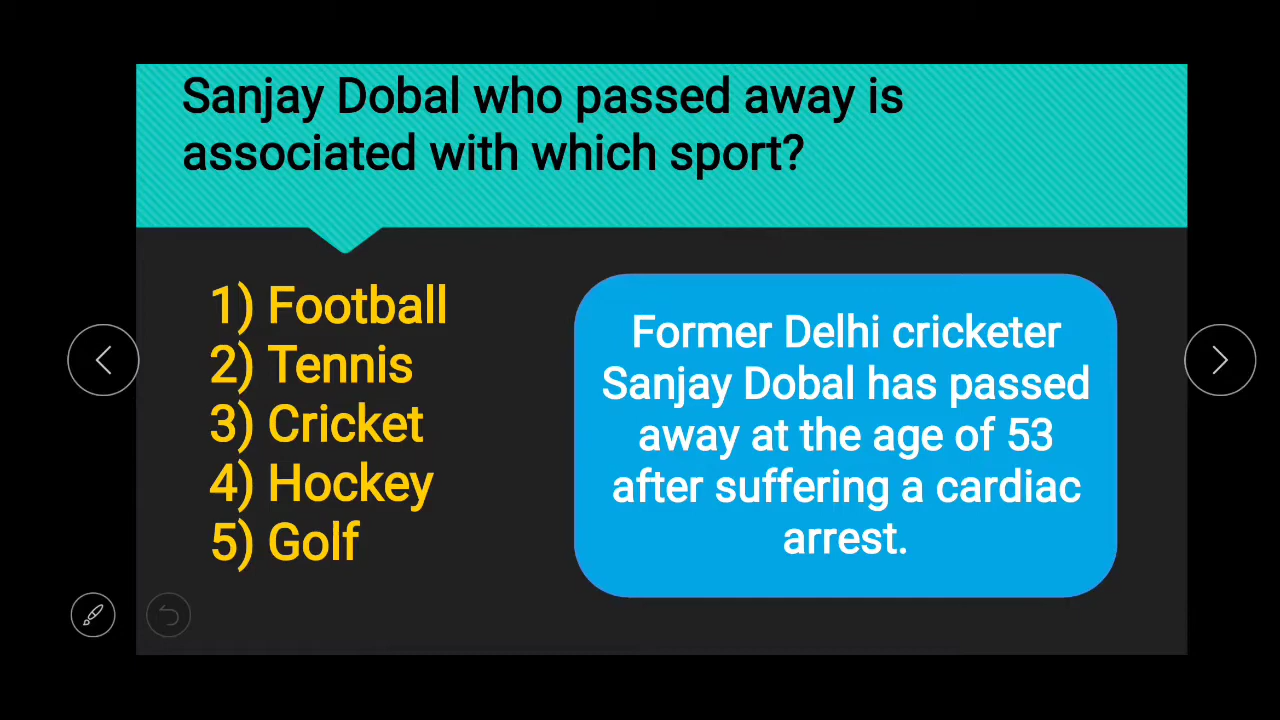 Sanjay Dobal who passed away is
associated with which sport?
1) Football
2) Tennis
3) Cricket
4) Hockey
5) Golf
Former Delhi cricketer
Sanjay Dobal has passed
away at the age of 53
after suffering a cardiac
arrest.